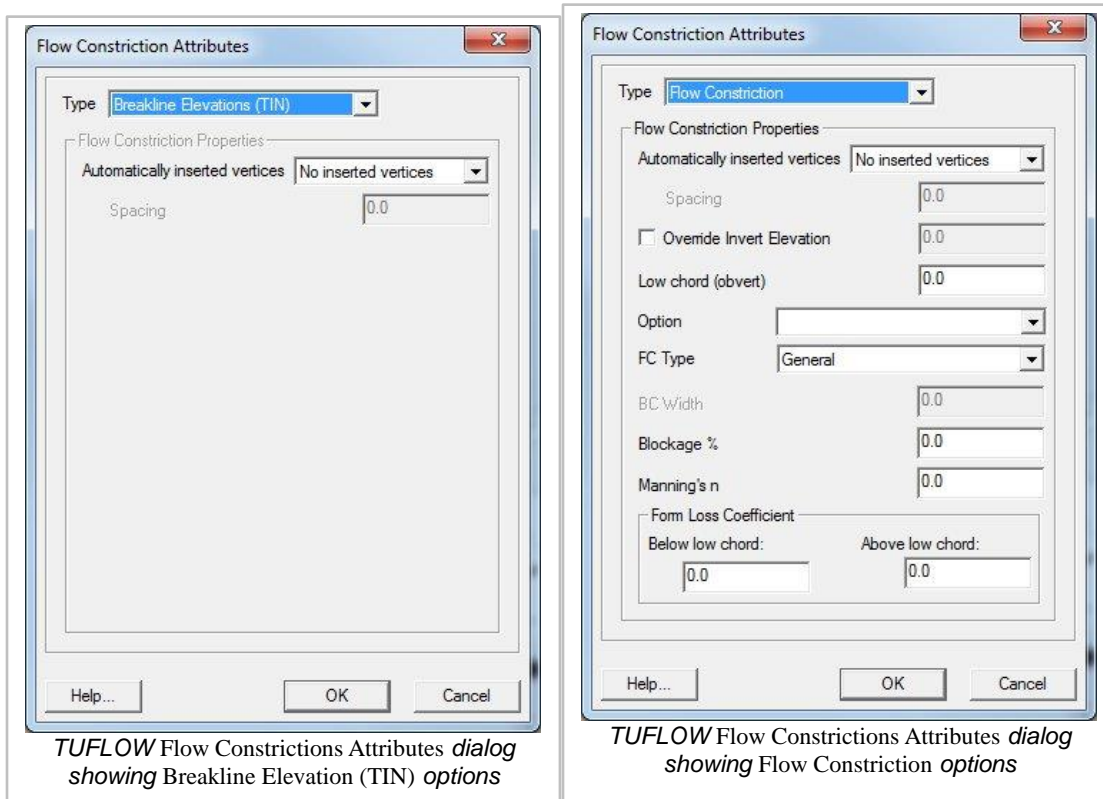 Flow Constriction Attributes
Type Breakline Elevations (TIN)
Flow Constriction Properties
Automatically inserted vertices No inserted vertices
Spacing 0.0
Help... OK Cancel
TUFLOW Flow Constrictions Attributes dialog
showing Breakline Elevation (TIN) options
Flow Constriction Attributes
Type Flow Constriction
Flow Constriction Properties
Automatically inserted vertices No inserted vertices
Spacing 0.0
Override Invert Elevation 0.0
Low chord (obvert) 0.0
Option
FC Type General
BC Width 0.0
Blockage % 0.0
Manning's n 0.0
Form Loss Coefficient
Below low chord: Above low chord:
0.0 0.0
Help... OK Cancel
TUFLOW Flow Constrictions Attributes dialog
showing Flow Constriction options